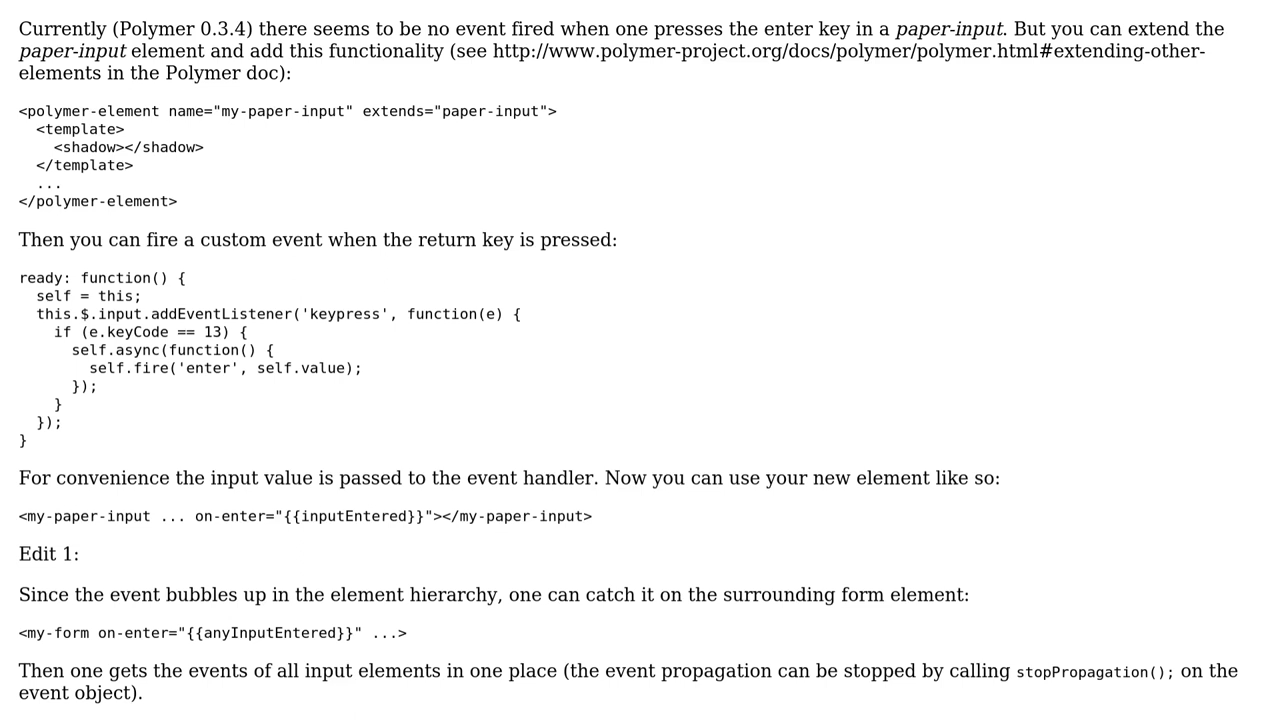 Currently (Polymer 0.3.4) there seems to be no event fired when one presses the enter key in a paper-input. But you can extend the
paper-input element and add this functionality (see http://www.polymer-project.org/docs/polymer/polymer.html#extending-other-
elements in the Polymer doc):
<polymer-element name="my-paper-input" extends="paper-input">
  <template>
    <shadow></shadow>
  </template>
  ...
</polymer-element>
Then you can fire a custom event when the return key is pressed:
ready: function() {
  self = this;
  this.$.input.addEventListener('keypress', function(e) {
    if (e.keyCode == 13) {
      self.async(function() {
        self.fire('enter', self.value);
      });
    }
  });
}
For convenience the input value is passed to the event handler. Now you can use your new element like so:
<my-paper-input ... on-enter="{{inputEntered}}"></my-paper-input>
Edit 1:
Since the event bubbles up in the element hierarchy, one can catch it on the surrounding form element:
<my-form on-enter="{{anyInputEntered}}" ...>
Then one gets the events of all input elements in one place (the event propagation can be stopped by calling stopPropagation(); on the
event object).